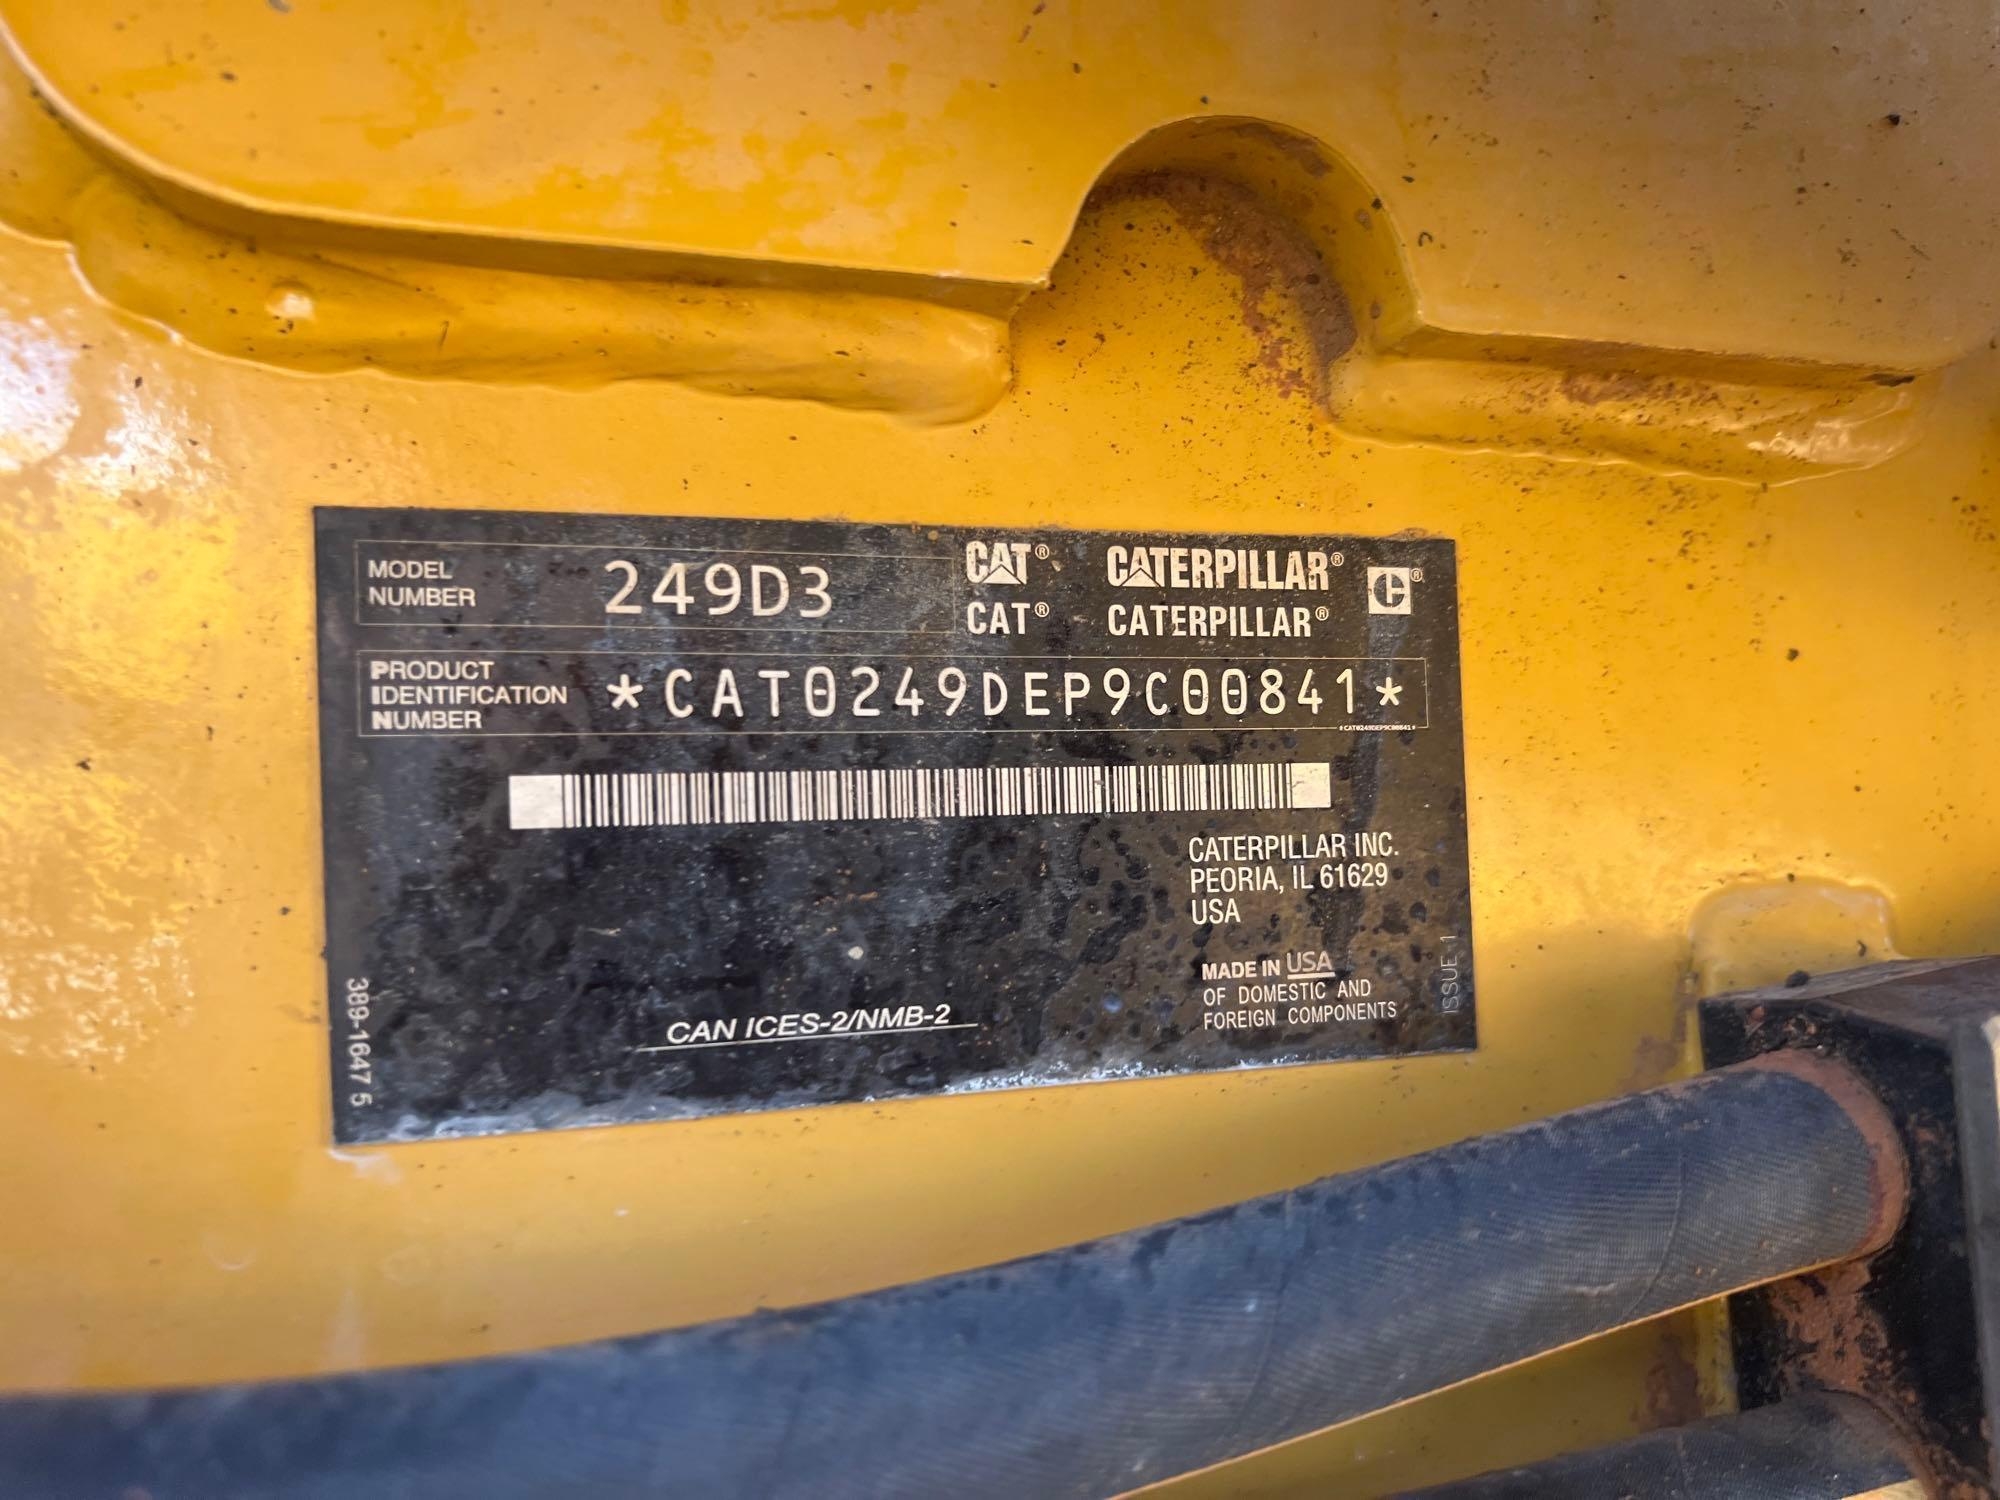 MODEL NUMBER 249D3
CAT® CATERPILLAR® C®
CAT® CATERPILLAR®
PRODUCT
IDENTIFICATION
NUMBER
*CAT0249DEP9C00841*
*CAT0249DEP9C00841*
CATERPILLAR INC.
PEORIA, IL 61629
USA
MADE IN USA
OF DOMESTIC AND
FOREIGN COMPONENTS
CAN ICES-2/NMB-2
389-1647 5
ISSUE 1